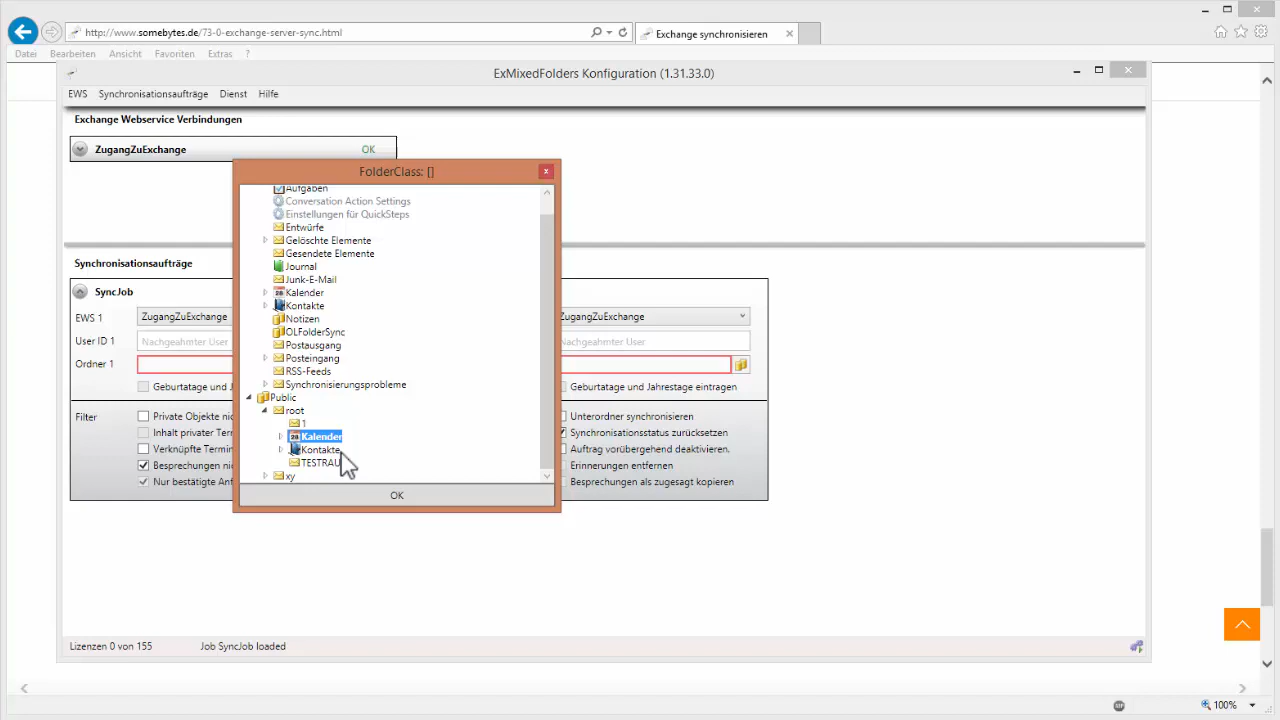 http://www.somebytes.de/73-0-exchange-server-sync.html
Exchange synchronisieren
Datei Bearbeiten Ansicht Favoriten Extras ?
ExMixedFolders Konfiguration (1.31.33.0)
EWS Synchronisationsaufträge Dienst Hilfe
Exchange Webservice Verbindungen
ZugangZuExchange OK
FolderClass: []
Aufgaben
Conversation Action Settings
Einstellungen für QuickSteps
Entwürfe
Gelöschte Elemente
Gesendete Elemente
Journal
Junk-E-Mail
Kalender
Kontakte
Notizen
OLFolderSync
Postausgang
Posteingang
RSS-Feeds
Synchronisierungsprobleme
Public
root
1
Kalender
Kontakte
TESTRAU
xy
OK
Synchronisationsaufträge
SyncJob
EWS 1 ZugangZuExchange ZugangZuExchange
User ID 1 Nachgeahmter User Nachgeahmter User
Ordner 1
Geburtatage und J Geburtatage und Jahrestage eintragen
Filter Private Objekte nic Unterordner synchronisieren
Inhalt privater Tern Synchronisationsstatus zurücksetzen
Verknüpfte Termin Auftrag vorübergehend deaktivieren.
Besprechungen ni Erinnerungen entfernen
Nur bestätigte Anf Besprechungen als zugesagt kopieren
Lizenzen 0 von 155 Job SyncJob loaded
100%